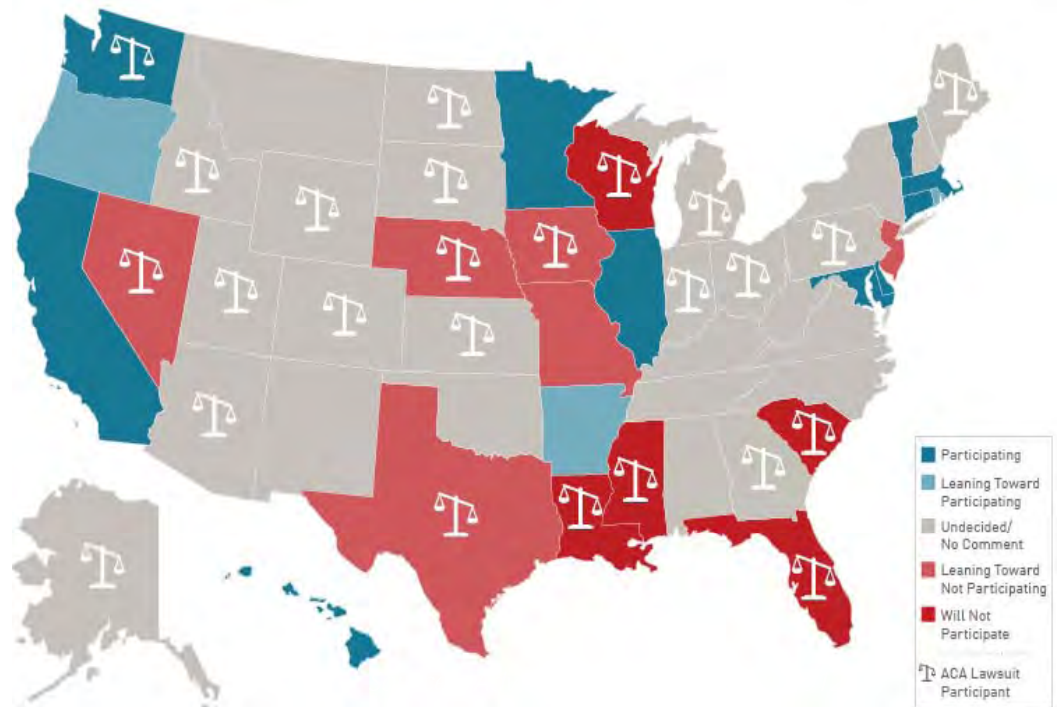 Participating
Leaning Toward
Participating
Undecided/
No Comment
Leaning Toward
Not Participating
Will Not
Participate
ACA Lawsuit
Participant